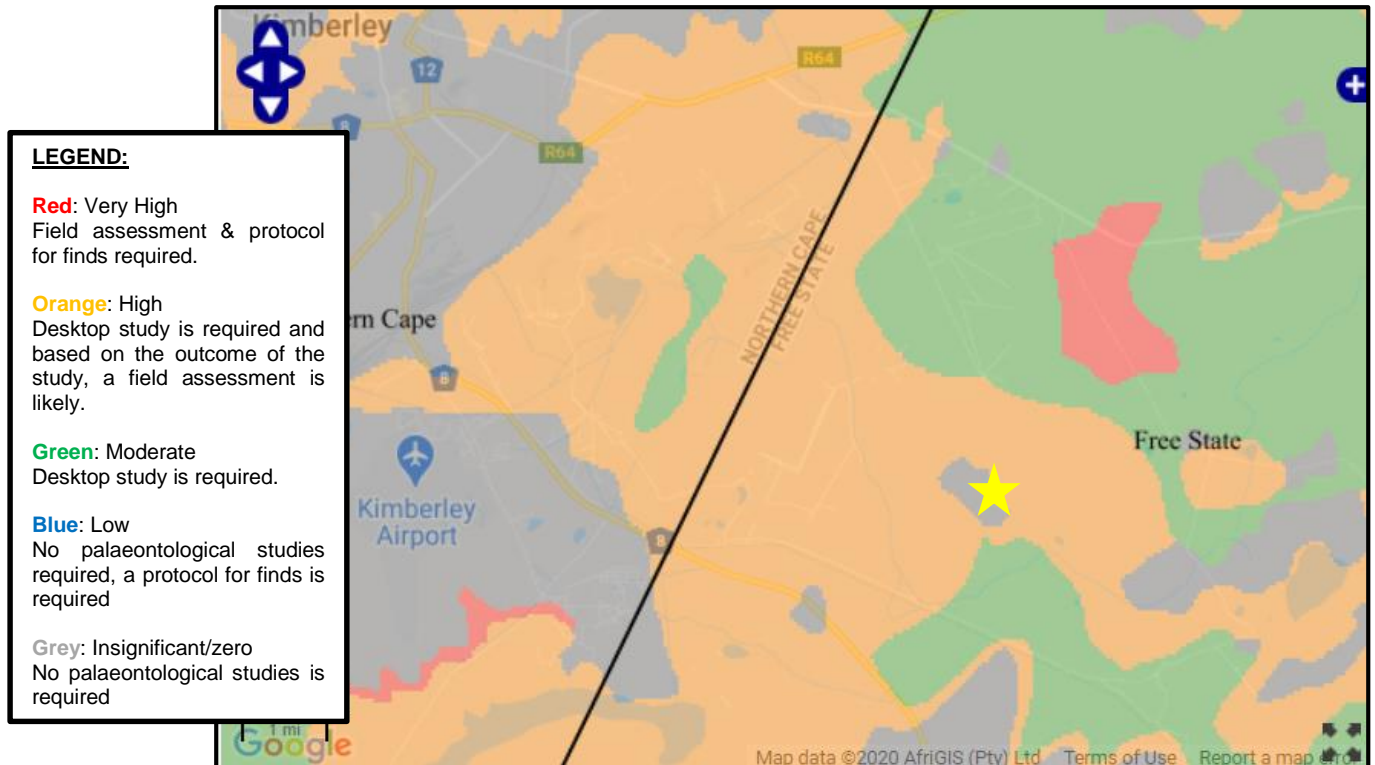 Kimberley
12
R64
8
R64
LEGEND:
Red: Very High
Field assessment & protocol
for finds required.
Orange: High
Desktop study is required and
based on the outcome of the
study, a field assessment is
likely.
Green: Moderate
Desktop study is required.
Blue: Low
No palaeontological studies
required, a protocol for finds is
required
Grey: Insignificant/zero
No palaeontological studies is
required
NORTHERN CAPE
FREE STATE
rn Cape
8
Free State
Kimberley
Airport
8
1 mi
Google
Map data ©2020 AfriGIS (Pty) Ltd Terms of Use Report a map error